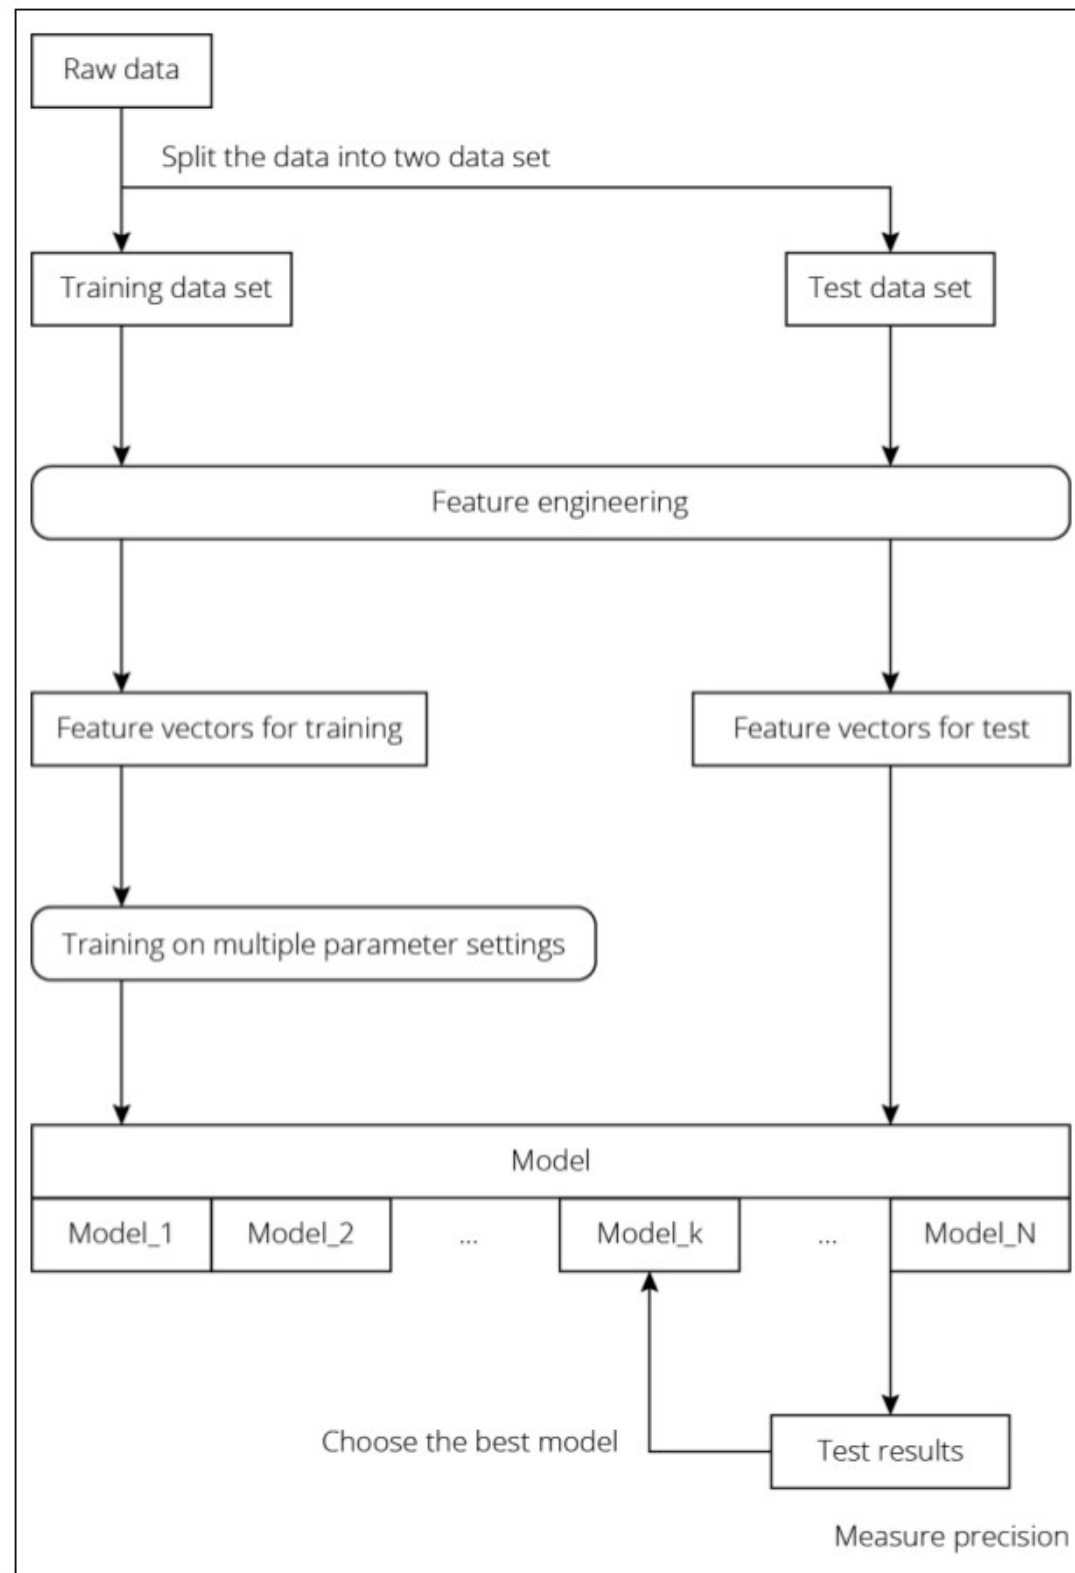 Raw data
Split the data into two data set
Training data set
Test data set
Feature engineering
Feature vectors for training
Feature vectors for test
Training on multiple parameter settings
Model
Model_1
Model_2
...
Model_k
...
Model_N
Choose the best model
Test results
Measure precision